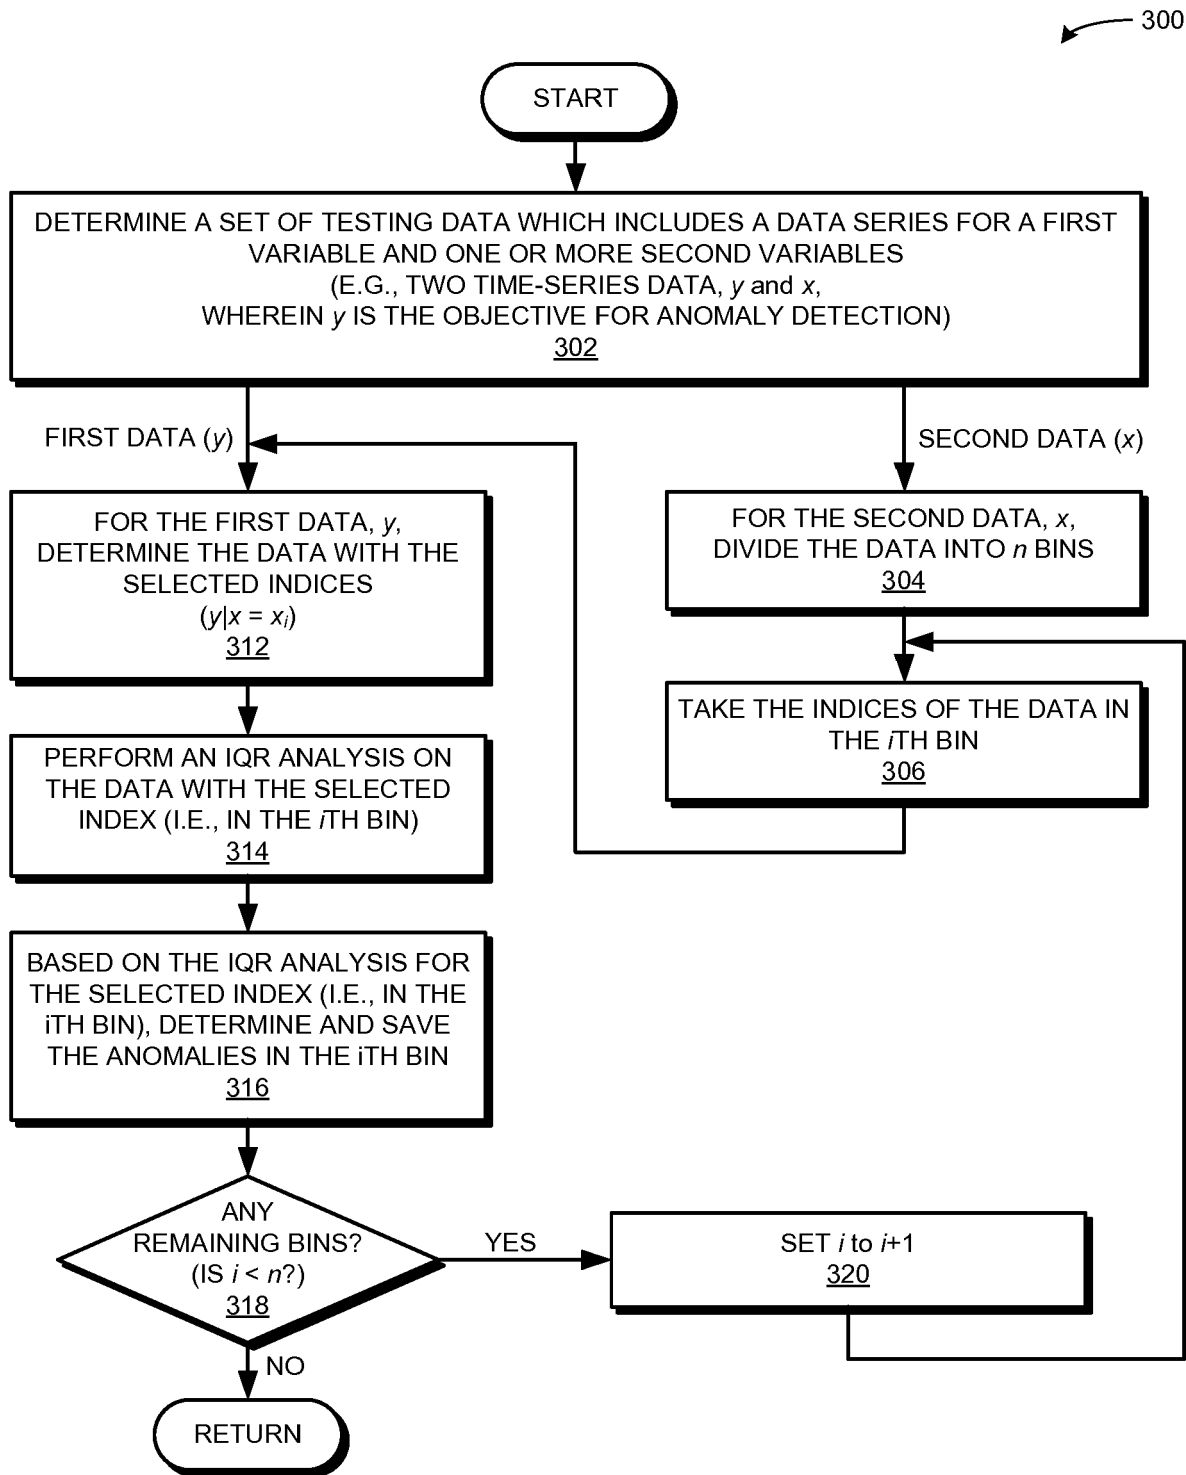 300
START
DETERMINE A SET OF TESTING DATA WHICH INCLUDES A DATA SERIES FOR A FIRST
VARIABLE AND ONE OR MORE SECOND VARIABLES
(E.G., TWO TIME-SERIES DATA, y and x,
WHEREIN y IS THE OBJECTIVE FOR ANOMALY DETECTION)
302
FIRST DATA (y)
SECOND DATA (x)
FOR THE FIRST DATA, y,
DETERMINE THE DATA WITH THE
SELECTED INDICES
(y|x = xi)
312
FOR THE SECOND DATA, x,
DIVIDE THE DATA INTO n BINS
304
TAKE THE INDICES OF THE DATA IN
THE iTH BIN
306
PERFORM AN IQR ANALYSIS ON
THE DATA WITH THE SELECTED
INDEX (I.E., IN THE iTH BIN)
314
BASED ON THE IQR ANALYSIS FOR
THE SELECTED INDEX (I.E., IN THE
iTH BIN), DETERMINE AND SAVE
THE ANOMALIES IN THE iTH BIN
316
ANY
REMAINING BINS?
(IS i < n?)
318
YES
SET i to i+1
320
NO
RETURN